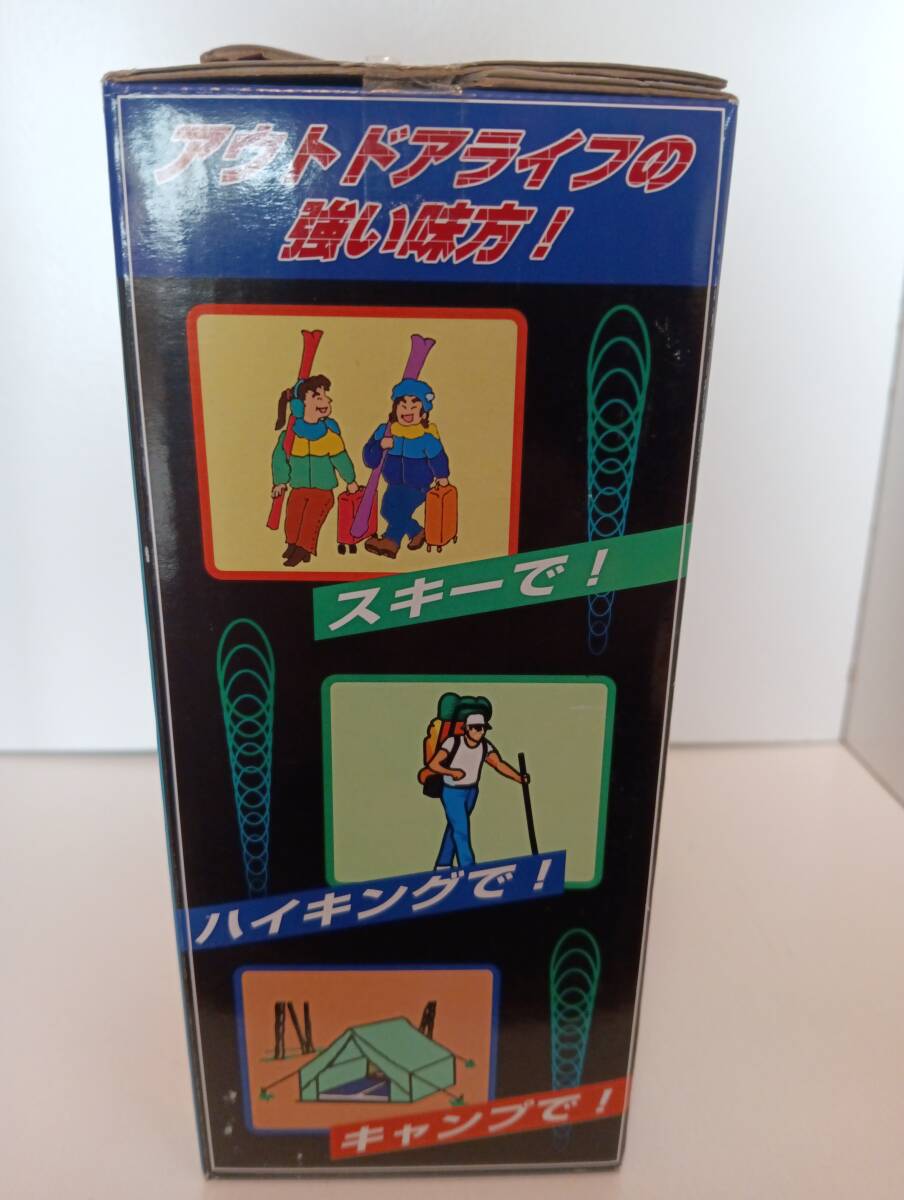 アウトドアライフの
強い味方！
スキーで！
ハイキングで！
キャンプで！